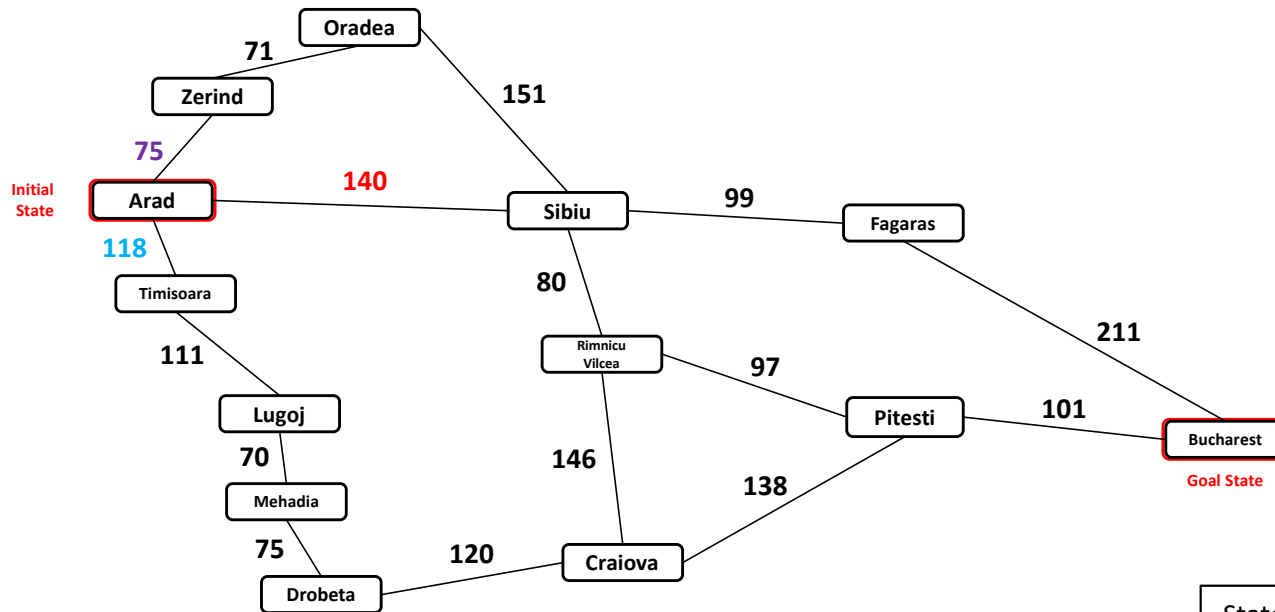 Oradea
71
Zerind
151
75
Initial
State
Arad
140
Sibiu
99
Fagaras
118
Timisoara
80
111
Rimnicu
Vilcea
97
211
Lugoj
Pitesti
101
Bucharest
Goal State
70
146
138
Mehadia
75
120
Craiova
Drobeta